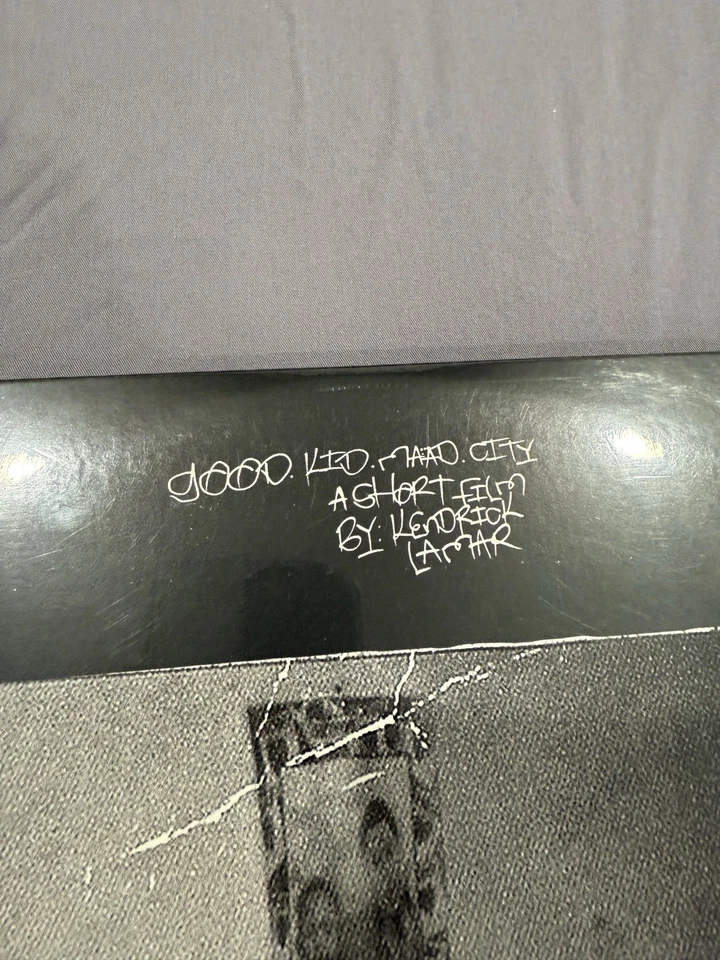 gOOD. KID. MAAD. CITY
A SHORT FILM
BY: KENDRICK
LAMAR